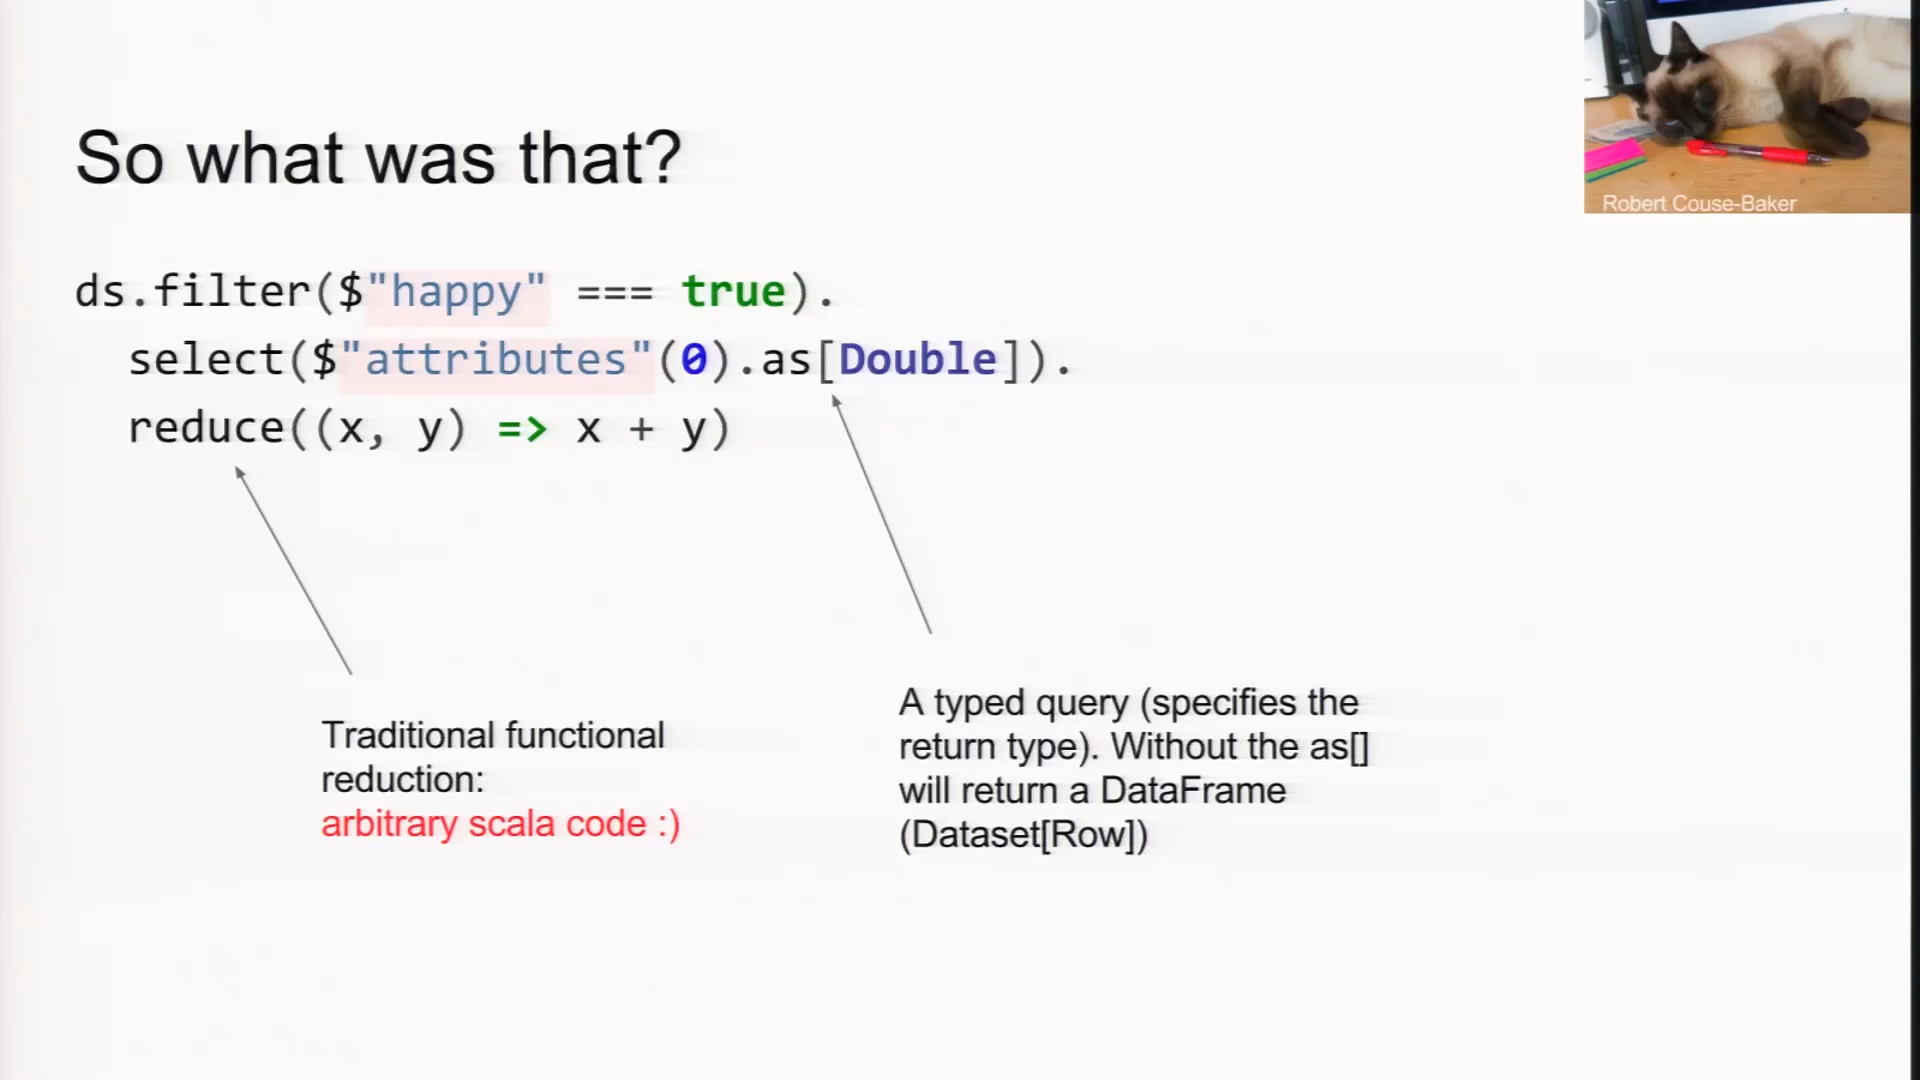 Robert Couse-Baker
So what was that?
ds.filter($"happy" === true).
select($"attributes"(0).as[Double]).
reduce((x, y) => x + y)
Traditional functional
reduction:
arbitrary scala code :)
A typed query (specifies the
return type). Without the as[]
will return a DataFrame
(Dataset[Row])